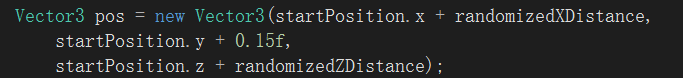 Vector3 pos = new Vector3(startPosition.x + randomizedXDistance,
startPosition.y + 0.15f,
startPosition.z + randomizedZDistance);